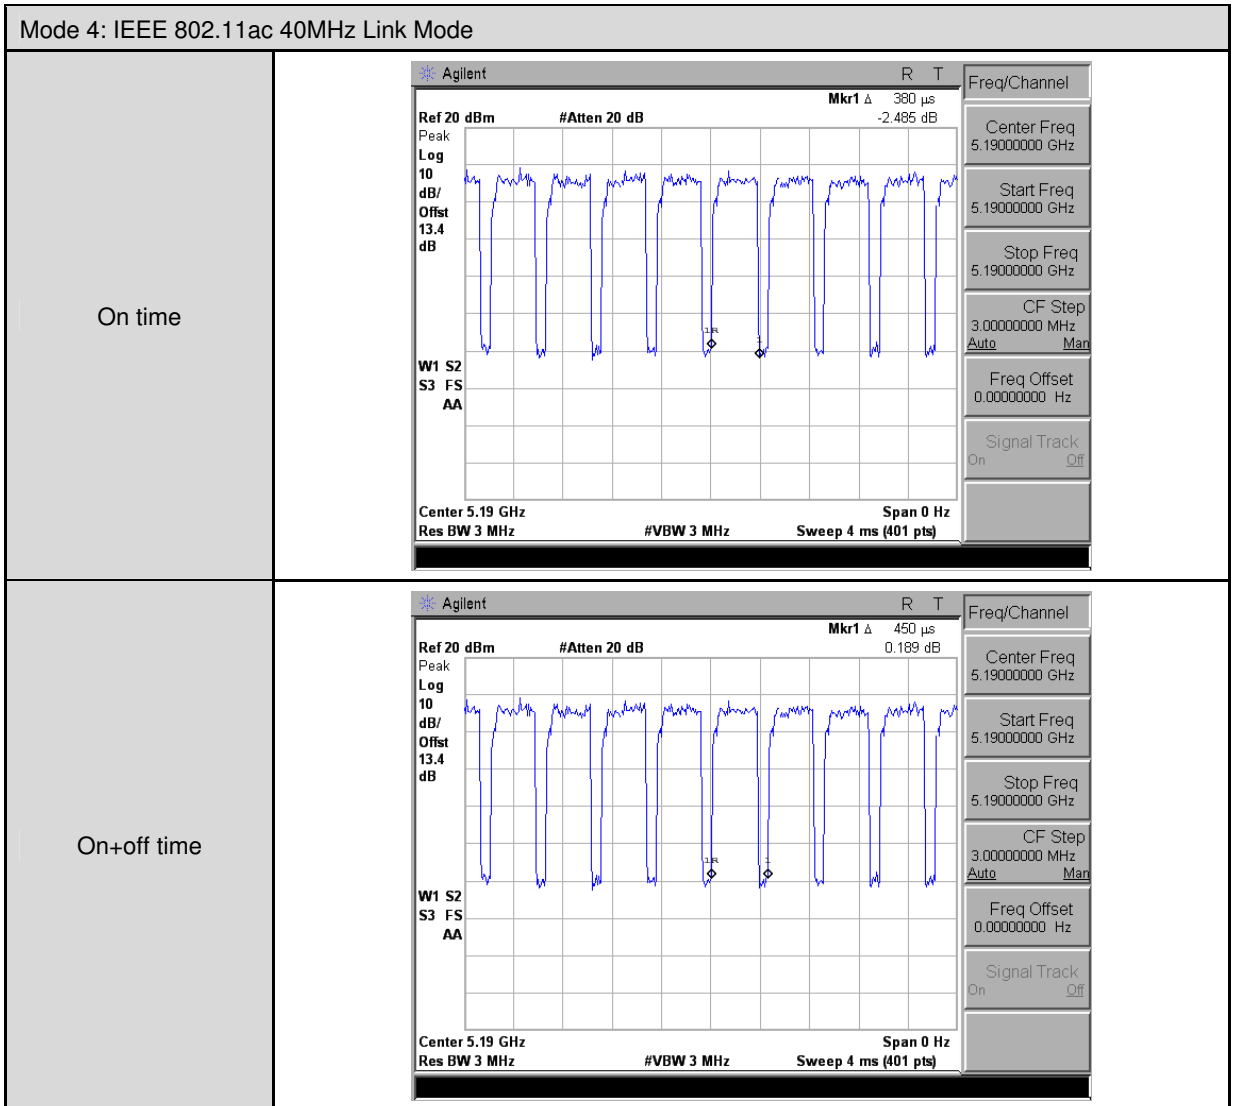 Mode 4: IEEE 802.11ac 40MHz Link Mode
On time
Agilent
R T
Mkr1 Δ 380 µs
Ref 20 dBm #Atten 20 dB -2.485 dB
Peak
Log
10
dB/
Offst
13.4
dB
1R
1
W1 S2
S3 FS
AA
Center 5.19 GHz Span 0 Hz
Res BW 3 MHz #VBW 3 MHz Sweep 4 ms (401 pts)
Freq/Channel
Center Freq
5.19000000 GHz
Start Freq
5.19000000 GHz
Stop Freq
5.19000000 GHz
CF Step
3.00000000 MHz
Auto Man
Freq Offset
0.00000000 Hz
Signal Track
On Off
On+off time
Agilent
R T
Mkr1 Δ 450 µs
Ref 20 dBm #Atten 20 dB 0.189 dB
Peak
Log
10
dB/
Offst
13.4
dB
1R
1
W1 S2
S3 FS
AA
Center 5.19 GHz Span 0 Hz
Res BW 3 MHz #VBW 3 MHz Sweep 4 ms (401 pts)
Freq/Channel
Center Freq
5.19000000 GHz
Start Freq
5.19000000 GHz
Stop Freq
5.19000000 GHz
CF Step
3.00000000 MHz
Auto Man
Freq Offset
0.00000000 Hz
Signal Track
On Off